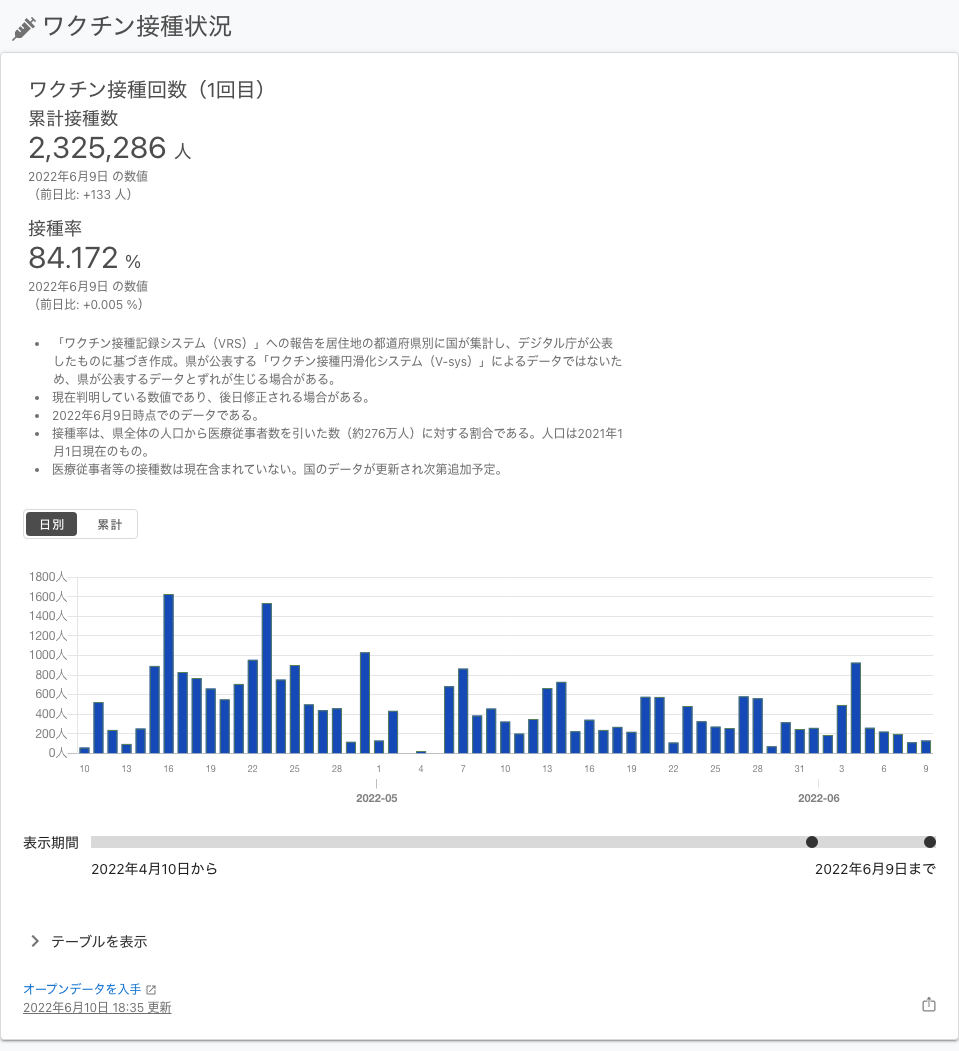 ワクチン接種状況
ワクチン接種回数（1回目）
累計接種数
2,325,286 人
2022年6月9日 の数値
（前日比: +133 人）
接種率
84.172 %
2022年6月9日 の数値
（前日比: +0.005 %）
• 「ワクチン接種記録システム（VRS）」への報告を居住地の都道府県別に国が集計し、デジタル庁が公表
したものに基づき作成。県が公表する「ワクチン接種円滑化システム（V-sys）」によるデータではないた
め、県が公表するデータとずれが生じる場合がある。
• 現在判明している数値であり、後日修正される場合がある。
• 2022年6月9日時点でのデータである。
• 接種率は、県全体の人口から医療従事者数を引いた数（約276万人）に対する割合である。人口は2021年1
月1日現在のもの。
• 医療従事者等の接種数は現在含まれていない。国のデータが更新され次第追加予定。
日別 累計
1800人
1600人
1400人
1200人
1000人
800人
600人
400人
200人
0人
10 13 16 19 22 25 28 1 4 7 10 13 16 19 22 25 28 31 3 6 9
2022-05 2022-06
表示期間
2022年4月10日から 2022年6月9日まで
テーブルを表示
オープンデータを入手
2022年6月10日 18:35 更新